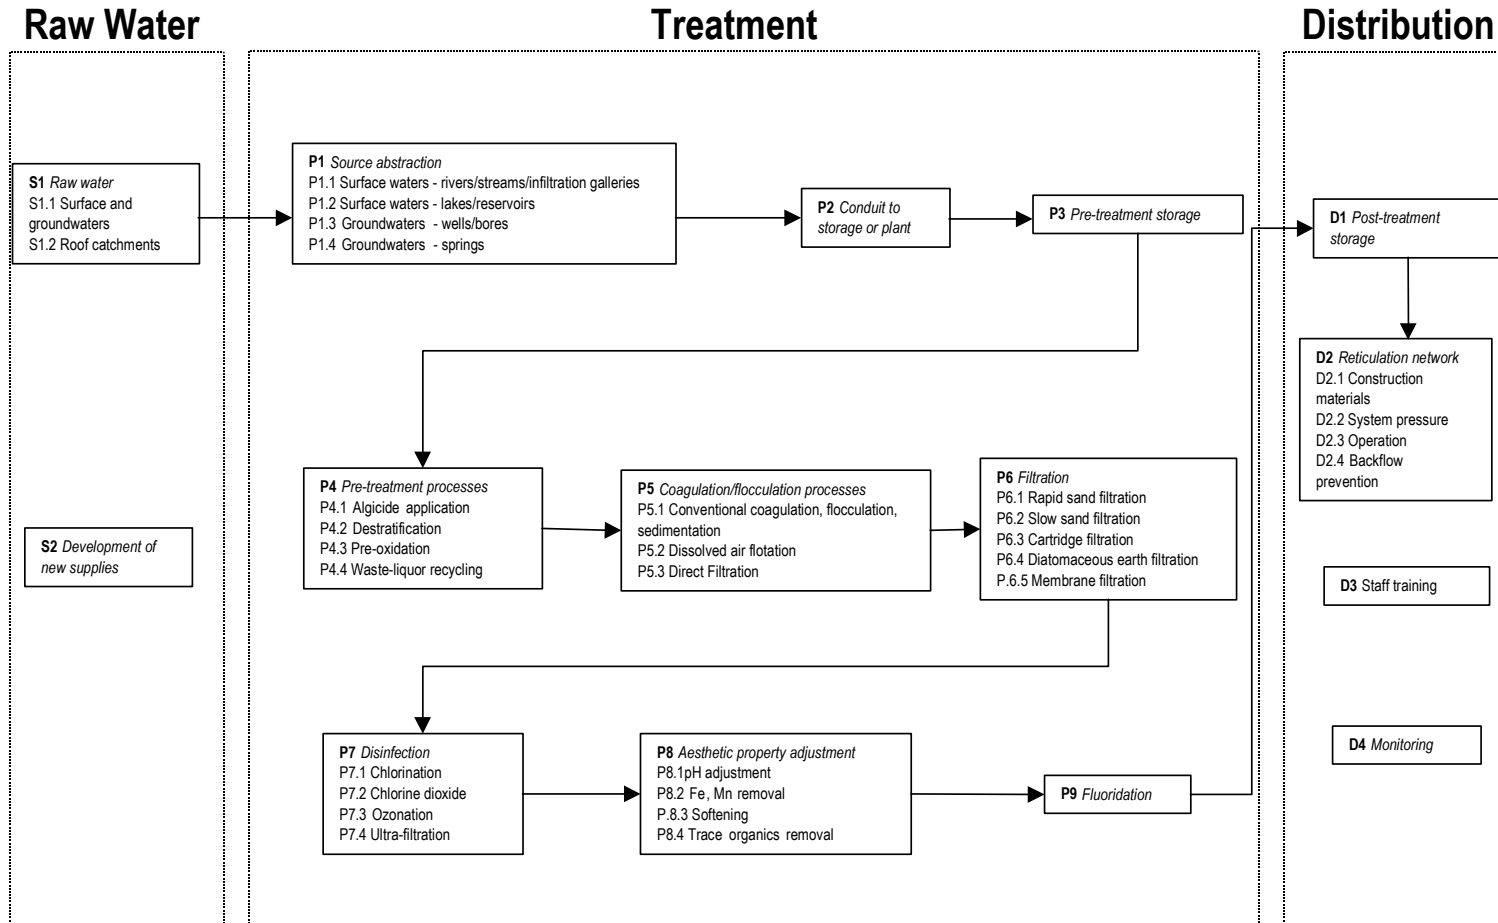 Raw Water
Treatment
Distribution
S1 Raw water
S1.1 Surface and
groundwaters
S1.2 Roof catchments
P1 Source abstraction
P1.1 Surface waters - rivers/streams/infiltration galleries
P1.2 Surface waters - lakes/reservoirs
P1.3 Groundwaters - wells/bores
P1.4 Groundwaters - springs
P2 Conduit to
storage or plant
P3 Pre-treatment storage
D1 Post-treatment
storage
D2 Reticulation network
D2.1 Construction
materials
D2.2 System pressure
D2.3 Operation
D2.4 Backflow
prevention
S2 Development of
new supplies
P4 Pre-treatment processes
P4.1 Algicide application
P4.2 Destratification
P4.3 Pre-oxidation
P4.4 Waste-liquor recycling
P5 Coagulation/flocculation processes
P5.1 Conventional coagulation, flocculation,
sedimentation
P5.2 Dissolved air flotation
P5.3 Direct Filtration
P6 Filtration
P6.1 Rapid sand filtration
P6.2 Slow sand filtration
P6.3 Cartridge filtration
P6.4 Diatomaceous earth filtration
P.6.5 Membrane filtration
D3 Staff training
D4 Monitoring
P7 Disinfection
P7.1 Chlorination
P7.2 Chlorine dioxide
P7.3 Ozonation
P7.4 Ultra-filtration
P8 Aesthetic property adjustment
P8.1pH adjustment
P8.2 Fe, Mn removal
P.8.3 Softening
P8.4 Trace organics removal
P9 Fluoridation